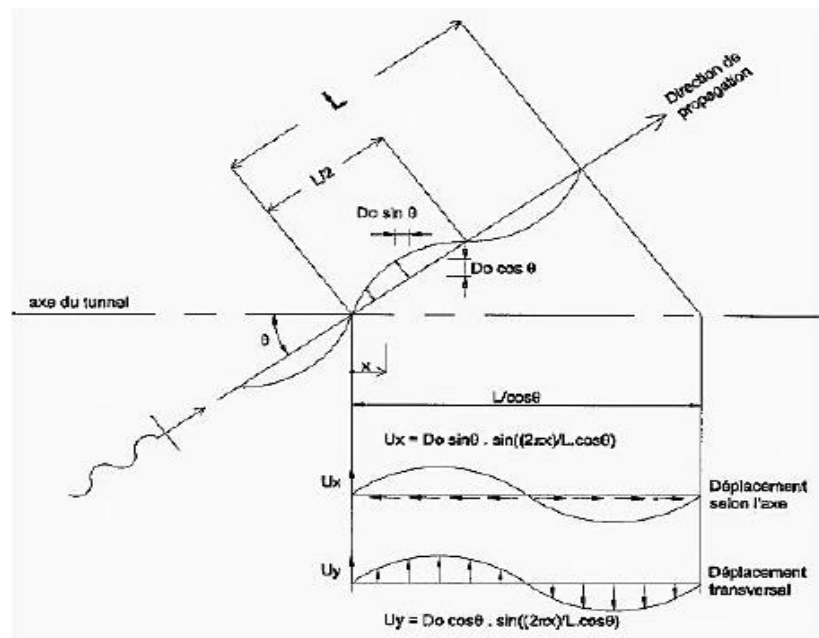 L
L/2
Direction de
propagation
Do sin θ
Do cos θ
axe du tunnel
θ
x
L/cosθ
Ux = Do sinθ . sin((2πx)/L.cosθ)
Ux
Déplacement
selon l'axe
Uy
Déplacement
transversal
Uy = Do cosθ . sin((2πx)/L.cosθ)